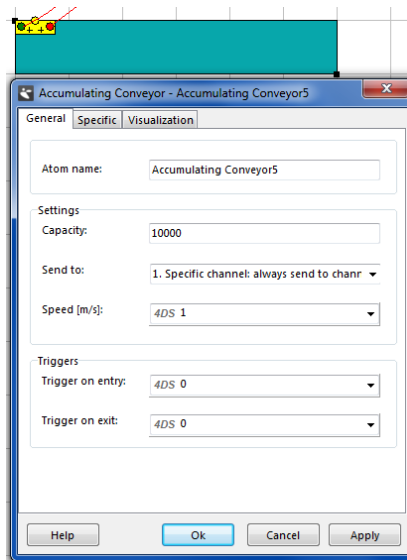 Accumulating Conveyor - Accumulating Conveyor5
General Specific Visualization
Atom name: Accumulating Conveyor5
Settings
Capacity: 10000
Send to: 1. Specific channel: always send to chanr
Speed [m/s]: 4DS 1
Triggers
Trigger on entry: 4DS 0
Trigger on exit: 4DS 0
Help Ok Cancel Apply